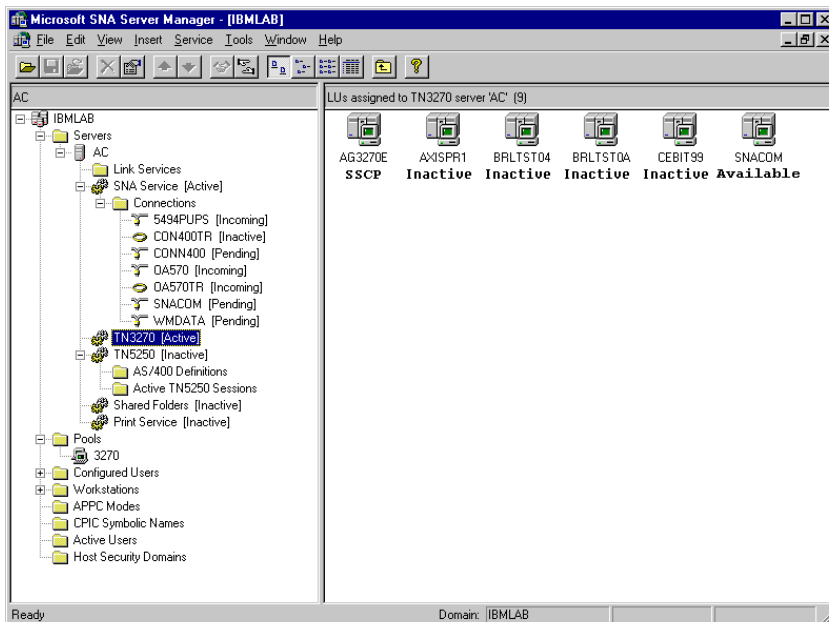 Microsoft SNA Server Manager - [IBMLAB]
File Edit View Insert Service Tools Window Help
AC
LUs assigned to TN3270 server 'AC' (9)
IBMLAB
Servers
AC
Link Services
SNA Service [Active]
Connections
5494PUPS [Incoming]
CON400TR [Inactive]
CONN400 [Pending]
OA570 [Incoming]
OA570TR [Incoming]
SNACOM [Pending]
WMDATA [Pending]
TN3270 [Active]
TN5250 [Inactive]
AS/400 Definitions
Active TN5250 Sessions
Shared Folders [Inactive]
Print Service [Inactive]
Pools
3270
Configured Users
Workstations
APPC Modes
CPIC Symbolic Names
Active Users
Host Security Domains
AG3270E AXISPR1 BRLTST04 BRLTST0A CEBIT99 SNACOM
SSCP Inactive Inactive Inactive Inactive Available
Ready Domain: IBMLAB